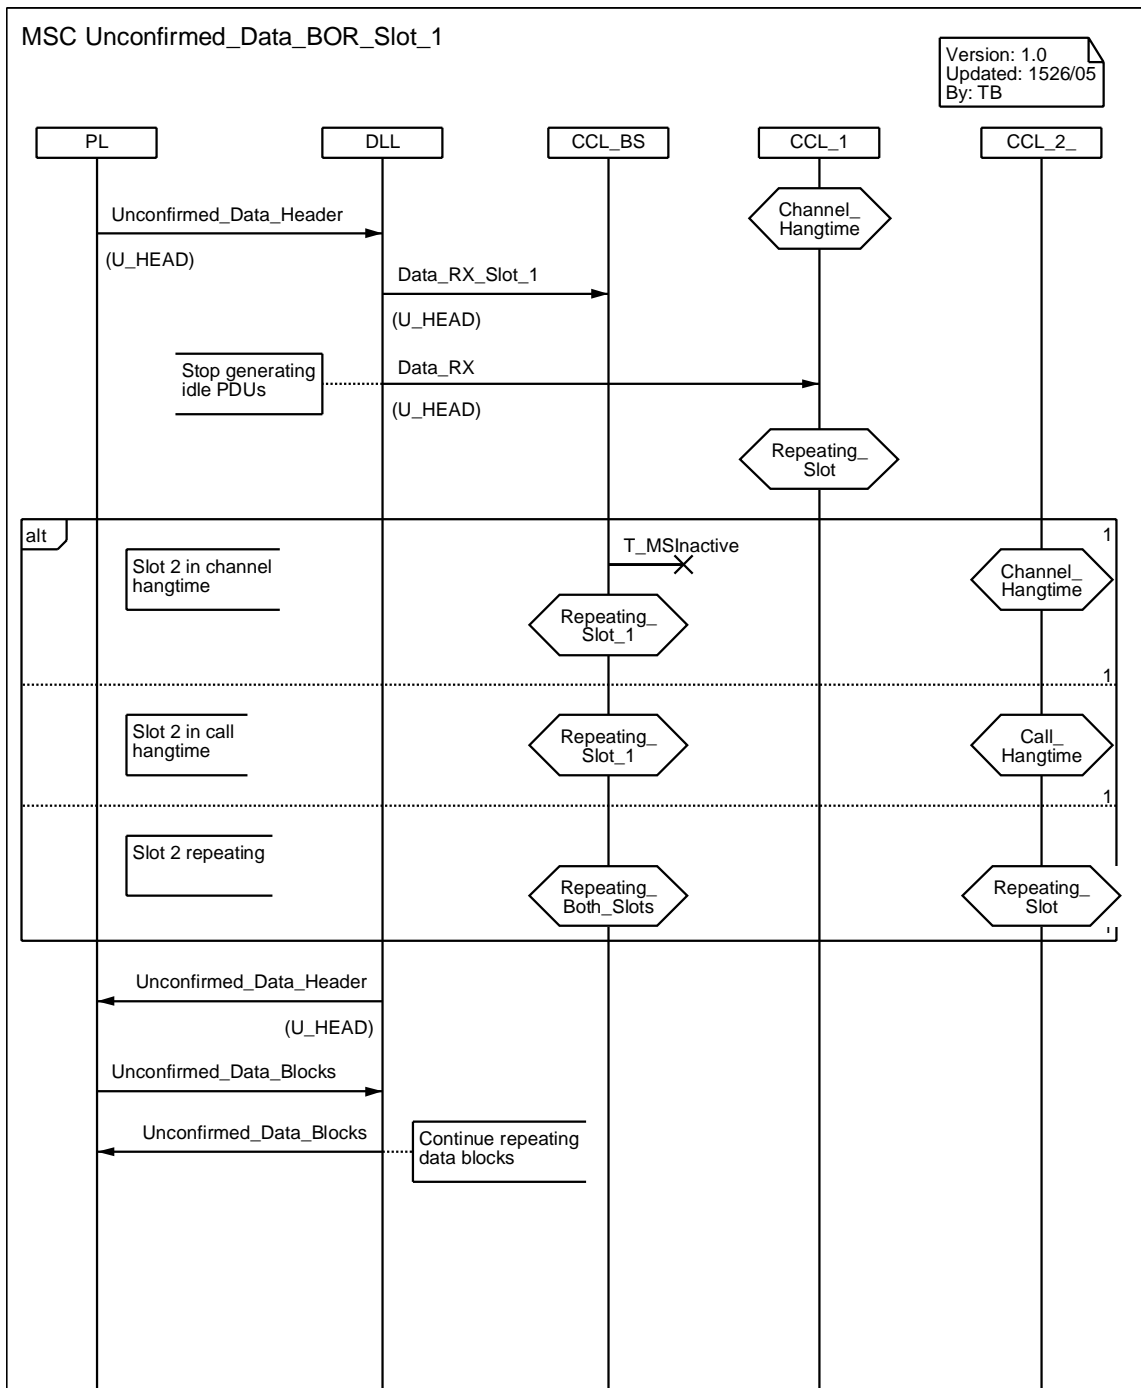 MSC Unconfirmed_Data_BOR_Slot_1
Version: 1.0
Updated: 1526/05
By: TB
PL
DLL
CCL_BS
CCL_1
CCL_2_
Unconfirmed_Data_Header
(U_HEAD)
Channel_
Hangtime
Data_RX_Slot_1
(U_HEAD)
Stop generating
idle PDUs
Data_RX
(U_HEAD)
Repeating_
Slot
alt
1
Slot 2 in channel
hangtime
T_MSInactive
Channel_
Hangtime
Repeating_
Slot_1
1
Slot 2 in call
hangtime
Repeating_
Slot_1
Call_
Hangtime
1
Slot 2 repeating
Repeating_
Both_Slots
Repeating_
Slot
1
Unconfirmed_Data_Header
(U_HEAD)
Unconfirmed_Data_Blocks
Unconfirmed_Data_Blocks
Continue repeating
data blocks